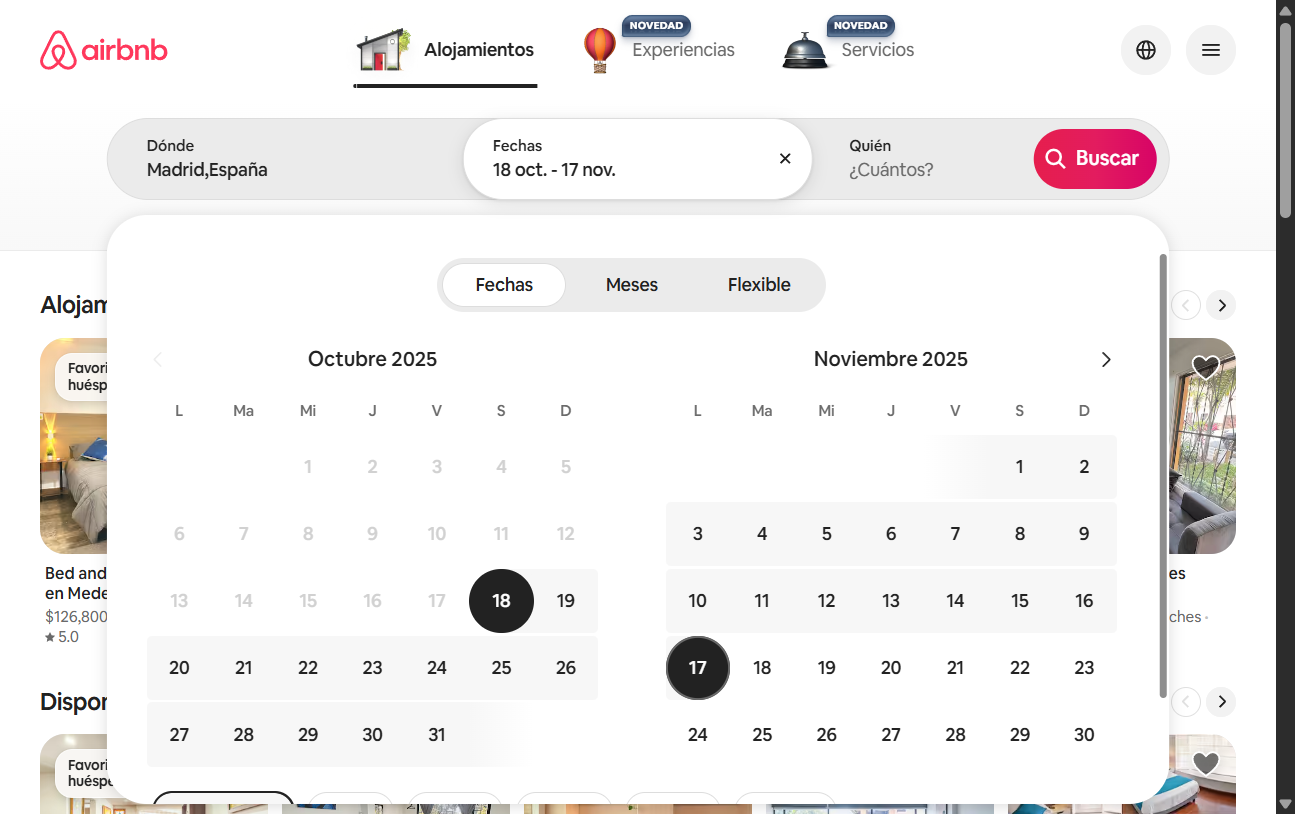 airbnb
Alojamientos
NOVEDAD
Experiencias
NOVEDAD
Servicios
Dónde
Madrid,España
Fechas
18 oct. - 17 nov.
Quién
¿Cuántos?
Buscar
Fechas
Meses
Flexible
Octubre 2025
L Ma Mi J V S D
1 2 3 4 5
6 7 8 9 10 11 12
13 14 15 16 17 18 19
20 21 22 23 24 25 26
27 28 29 30 31
Noviembre 2025
L Ma Mi J V S D
1 2
3 4 5 6 7 8 9
10 11 12 13 14 15 16
17 18 19 20 21 22 23
24 25 26 27 28 29 30
Alojam
Favori
huésp
Bed and
en Mede
$126,800
★ 5.0
es
ches ·
Dispor
Favori
huéspe